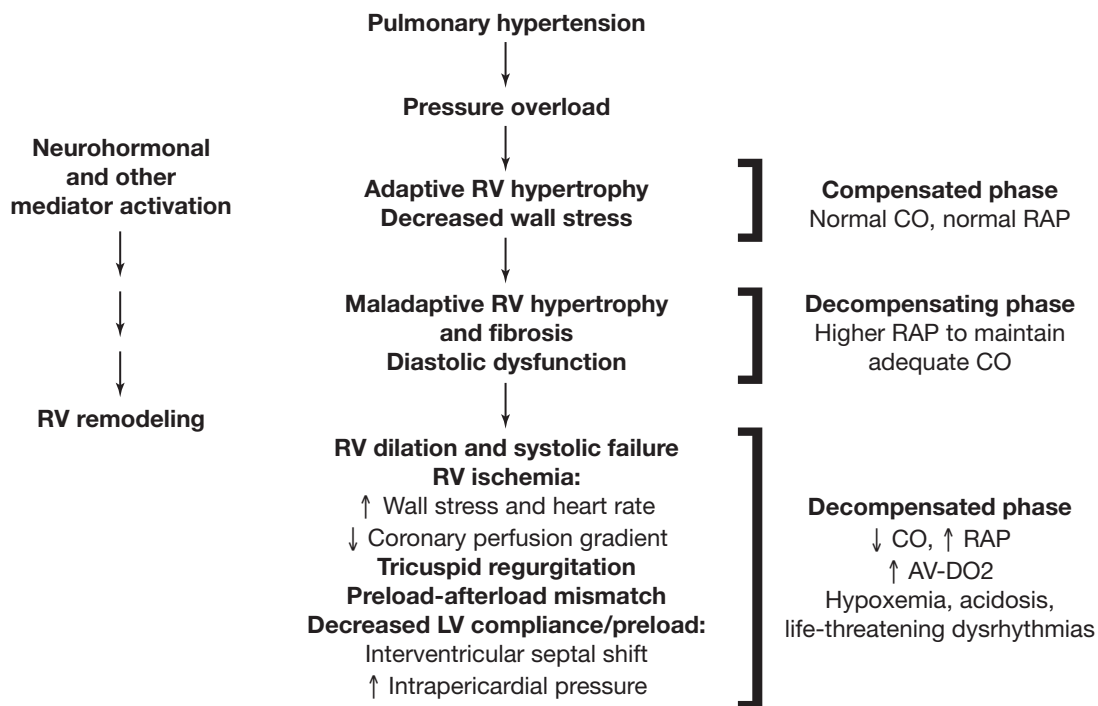 Pulmonary hypertension
Pressure overload
Neurohormonal
and other
mediator activation
RV remodeling
Adaptive RV hypertrophy
Decreased wall stress
Compensated phase
Normal CO, normal RAP
Maladaptive RV hypertrophy
and fibrosis
Diastolic dysfunction
Decompensating phase
Higher RAP to maintain
adequate CO
RV dilation and systolic failure
RV ischemia:
↑ Wall stress and heart rate
↓ Coronary perfusion gradient
Tricuspid regurgitation
Preload-afterload mismatch
Decreased LV compliance/preload:
Interventricular septal shift
↑ Intrapericardial pressure
Decompensated phase
↓ CO, ↑ RAP
↑ AV-DO2
Hypoxemia, acidosis,
life-threatening dysrhythmias